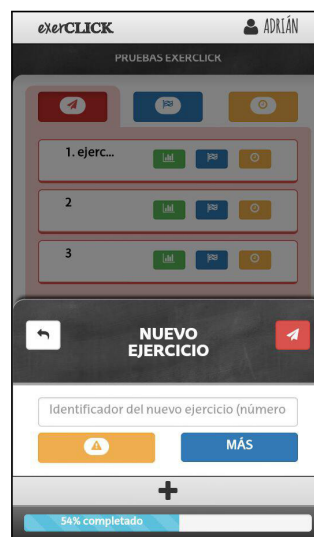 exerCLICK
ADRIÁN
PRUEBAS EXERCLICK
1. ejerc...
2
3
NUEVO
EJERCICIO
Identificador del nuevo ejercicio (número
MÁS
54% completado